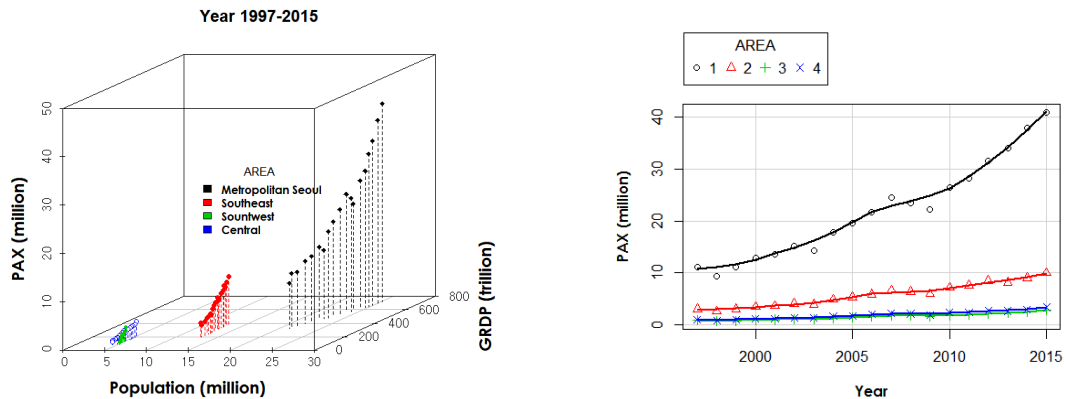 Year 1997-2015
PAX (million)
50
40
30
20
10
0
AREA
Metropolitan Seoul
Southeast
Sountwest
Central
0 5 10 15 20 25 30
Population (million)
0
200
400
600
800
GRDP (trillion)
AREA
1 2 3 4
PAX (million)
40
30
20
10
0
2000 2005 2010 2015
Year